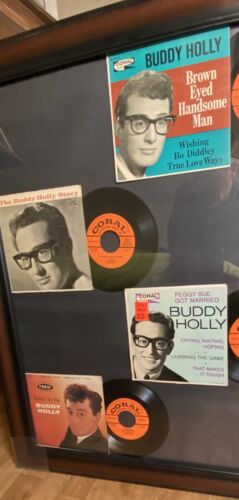 CORAL
BUDDY HOLLY
Brown
Eyed
Handsome
Man
Wishing
Bo Diddley
True Love Ways
The Buddy Holly Story
CORAL
CORAL
PEGGY SUE
GOT MARRIED
BUDDY
HOLLY
CRYING, WAITING,
HOPING
LEARNING THE GAME
THAT MAKES
IT TOUGH
CORAL
BUDDY
HOLLY
CORAL